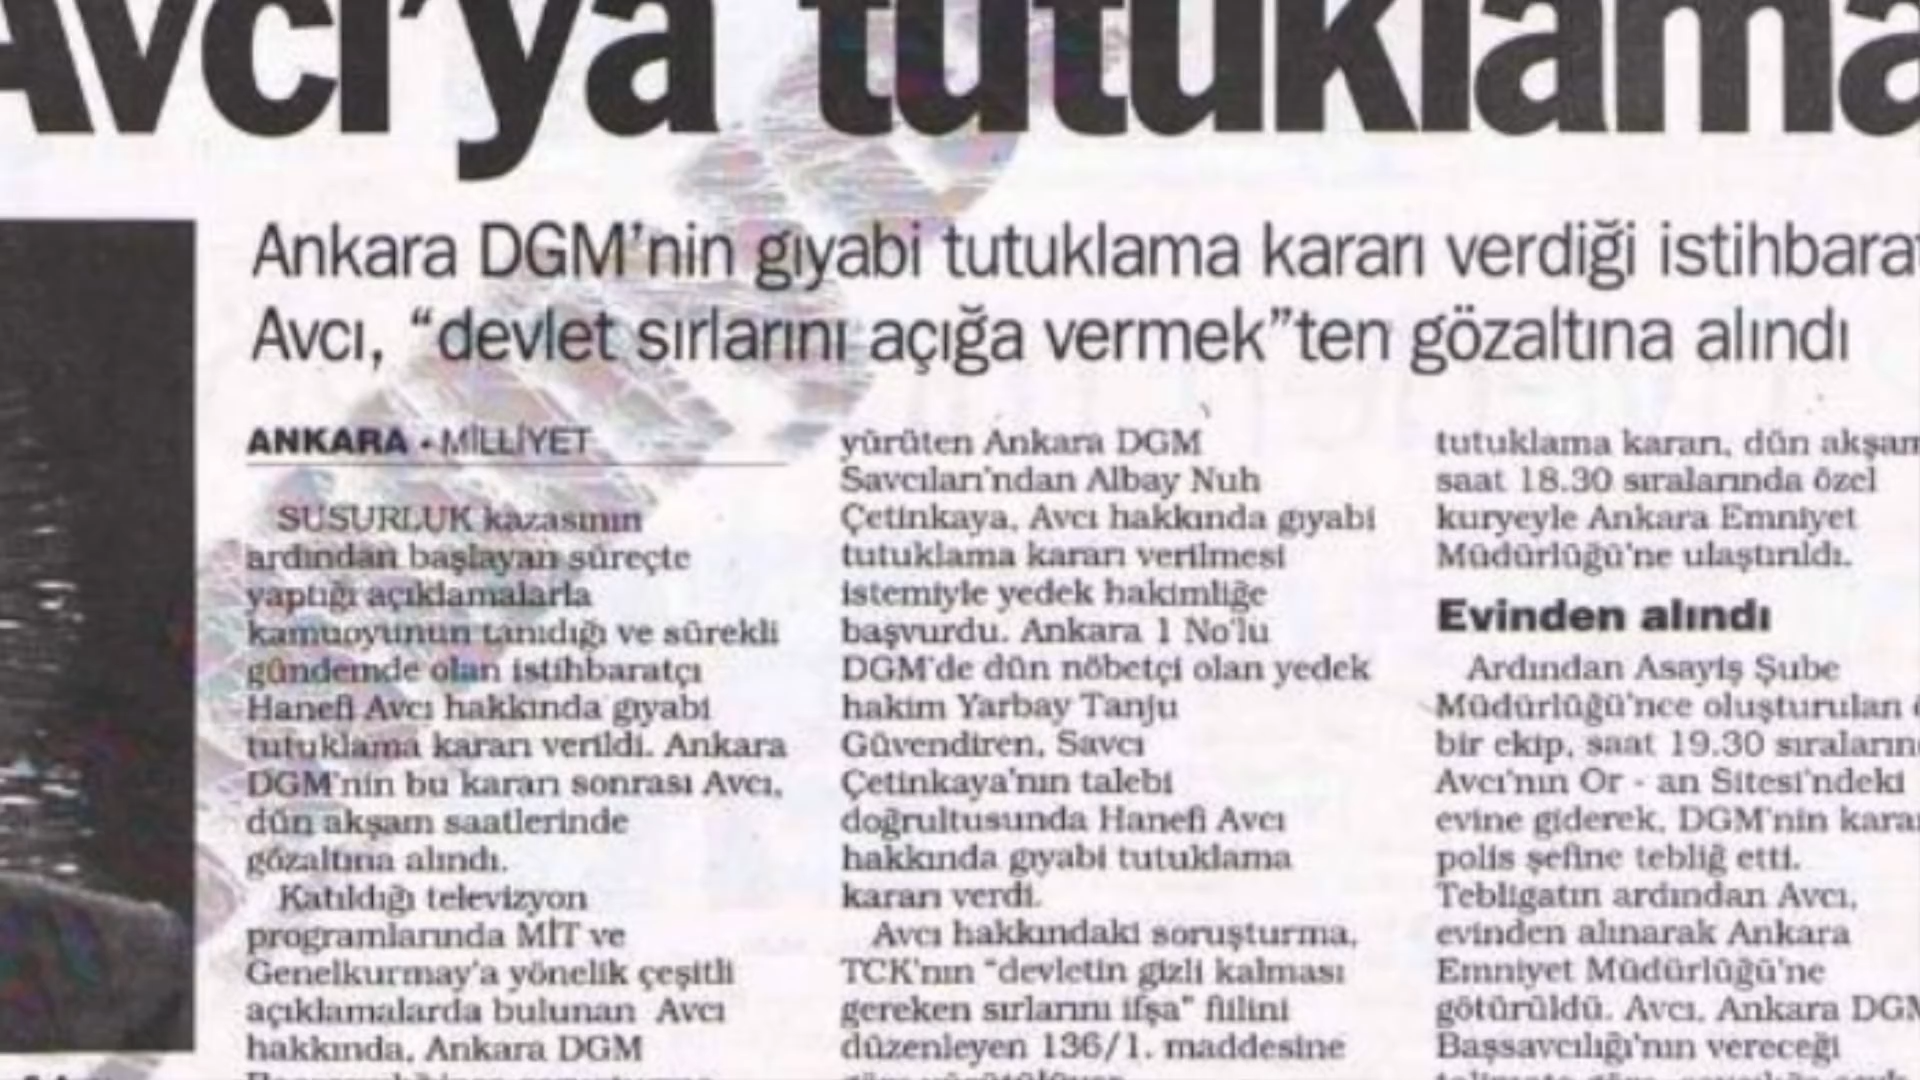 Avcı'ya tutuklama
Ankara DGM'nin gıyabi tutuklama kararı verdiği istihbarat
Avcı, “devlet sırlarını açığa vermek”ten gözaltına alındı
ANKARA - MİLLİYET
SUSURLUK kazasının
ardından başlayan süreçte
yaptığı açıklamalarla
kamuoyunun tanıdığı ve sürekli
gündemde olan istihbaratçı
Hanefi Avcı hakkında gıyabi
tutuklama kararı verildi. Ankara
DGM'nin bu kararı sonrası Avcı,
dün akşam saatlerinde
gözaltına alındı.
Katıldığı televizyon
programlarında MİT ve
Genelkurmay'a yönelik çeşitli
açıklamalarda bulunan Avcı
hakkında, Ankara DGM
yürüten Ankara DGM
Savcıları'ndan Albay Nuh
Çetinkaya, Avcı hakkında gıyabi
tutuklama kararı verilmesi
istemiyle yedek hakimliğe
başvurdu. Ankara 1 No'lu
DGM'de dün nöbetçi olan yedek
hakim Yarbay Tanju
Güvendiren, Savcı
Çetinkaya'nın talebi
doğrultusunda Hanefi Avcı
hakkında gıyabi tutuklama
kararı verdi.
Avcı hakkındaki soruşturma,
TCK'nın “devletin gizli kalması
gereken sırlarını ifşa” fiilini
düzenleyen 136/1. maddesine
tutuklama kararı, dün akşam
saat 18.30 sıralarında özel
kuryeyle Ankara Emniyet
Müdürlüğü'ne ulaştırıldı.
Evinden alındı
Ardından Asayiş Şube
Müdürlüğü'nce oluşturulan
bir ekip, saat 19.30 sıraların
Avcı'nın Or - an Sitesi'ndeki
evine giderek, DGM'nin karar
polis şefine tebliğ etti.
Tebligatın ardından Avcı,
evinden alınarak Ankara
Emniyet Müdürlüğü'ne
götürüldü. Avcı, Ankara DGM
Başsavcılığı'nın vereceği